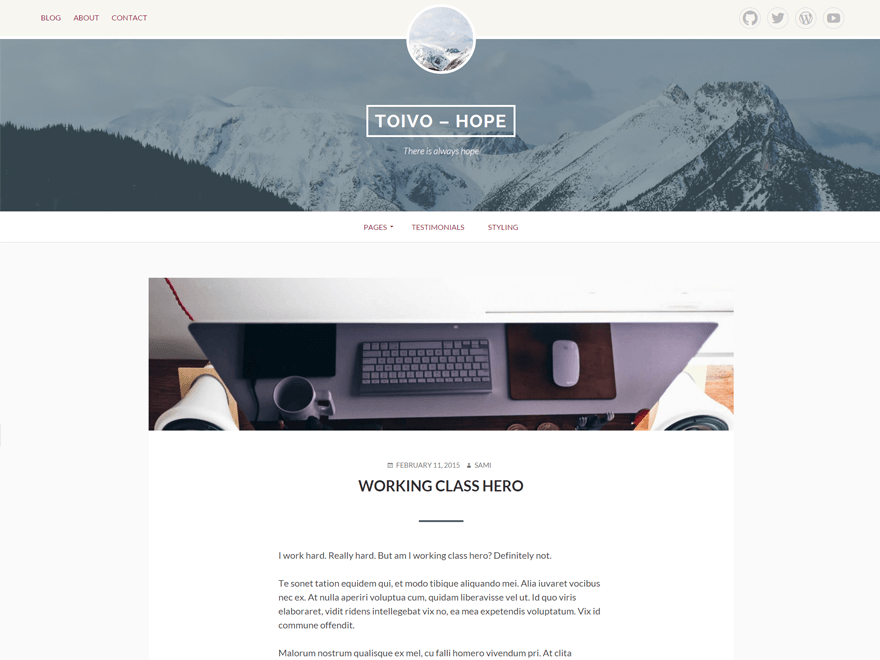 BLOG ABOUT CONTACT
TOIVO – HOPE
There is always hope
PAGES TESTIMONIALS STYLING
FEBRUARY 11, 2015 SAMI
WORKING CLASS HERO
I work hard. Really hard. But am I working class hero? Definitely not.
Te sonet tation equidem qui, et modo tibique aliquando mei. Alia iuvaret vocibus
nec ex. At nulla aperiri voluptua cum, quidam liberavisse vel ut. Id quo viris
elaboraret, vidit ridens intellegebat vix no, ea mea expetendis voluptatum. Vix id
commune offendit.
Malorum nostrum qualisque ex mel, cu falli homero vivendum pri. At clita